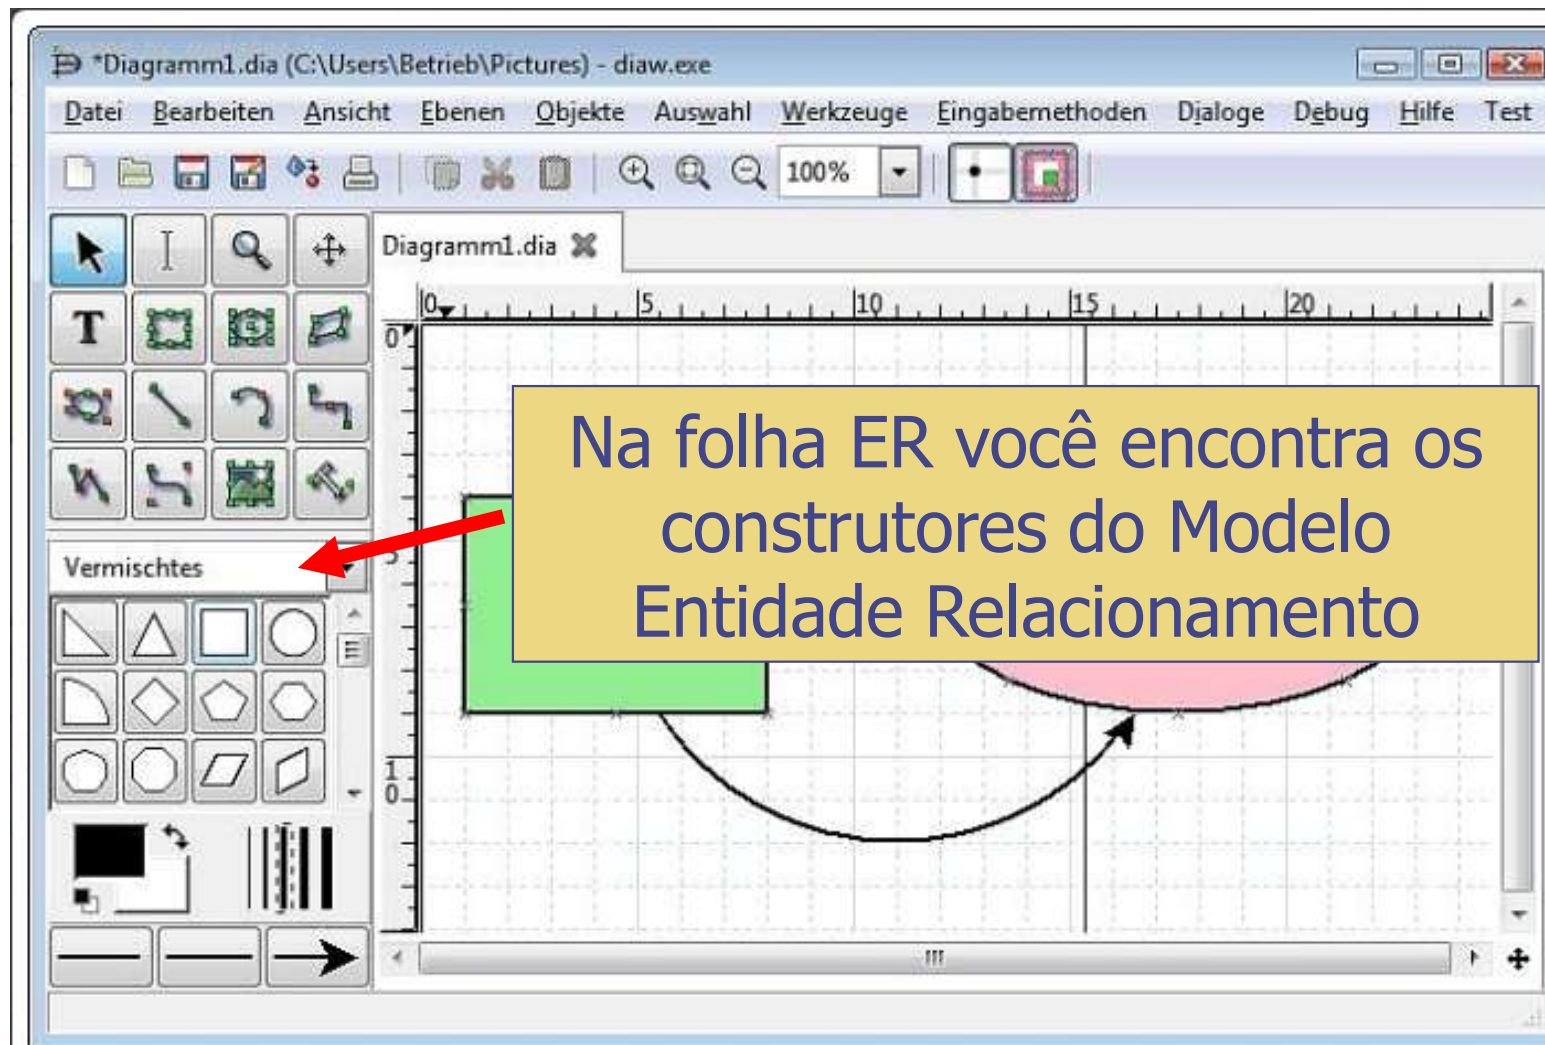 *Diagramm1.dia (C:\Users\Betrieb\Pictures) - diaw.exe
Datei Bearbeiten Ansicht Ebenen Objekte Auswahl Werkzeuge Eingabemethoden Dialoge Debug Hilfe Test
100%
T
Diagramm1.dia
0 5 10 15 20
0
5
10
Na folha ER você encontra os
construtores do Modelo
Entidade Relacionamento
Vermischtes